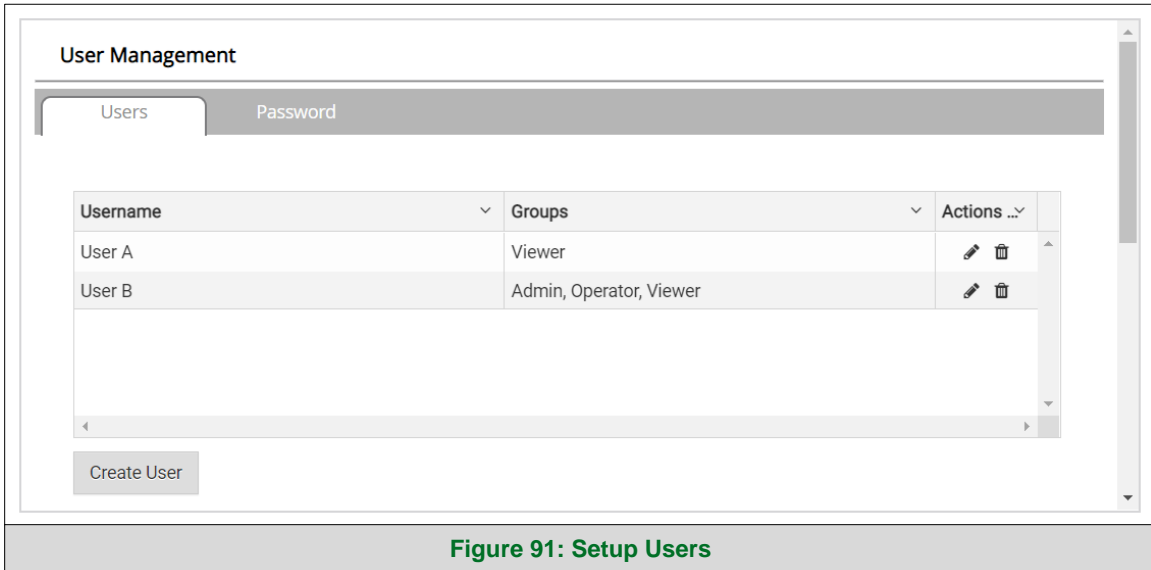 User Management
Users Password
Username Groups Actions ...
User A Viewer
User B Admin, Operator, Viewer
Create User
Figure 91: Setup Users